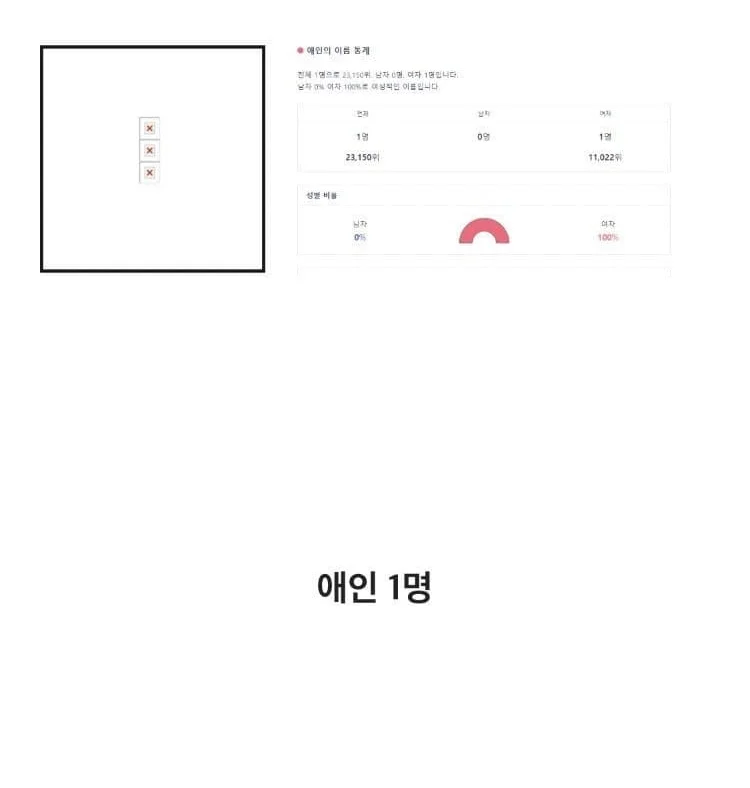 애인의 이름 통계
전체 1명으로 23,150위, 남자 0명, 여자 1명입니다.
남자 0% 여자 100%로 여성적인 이름입니다.
전체 남자 여자
1명 0명 1명
23,150위 11,022위
성별 비율
남자 여자
0% 100%
애인 1명